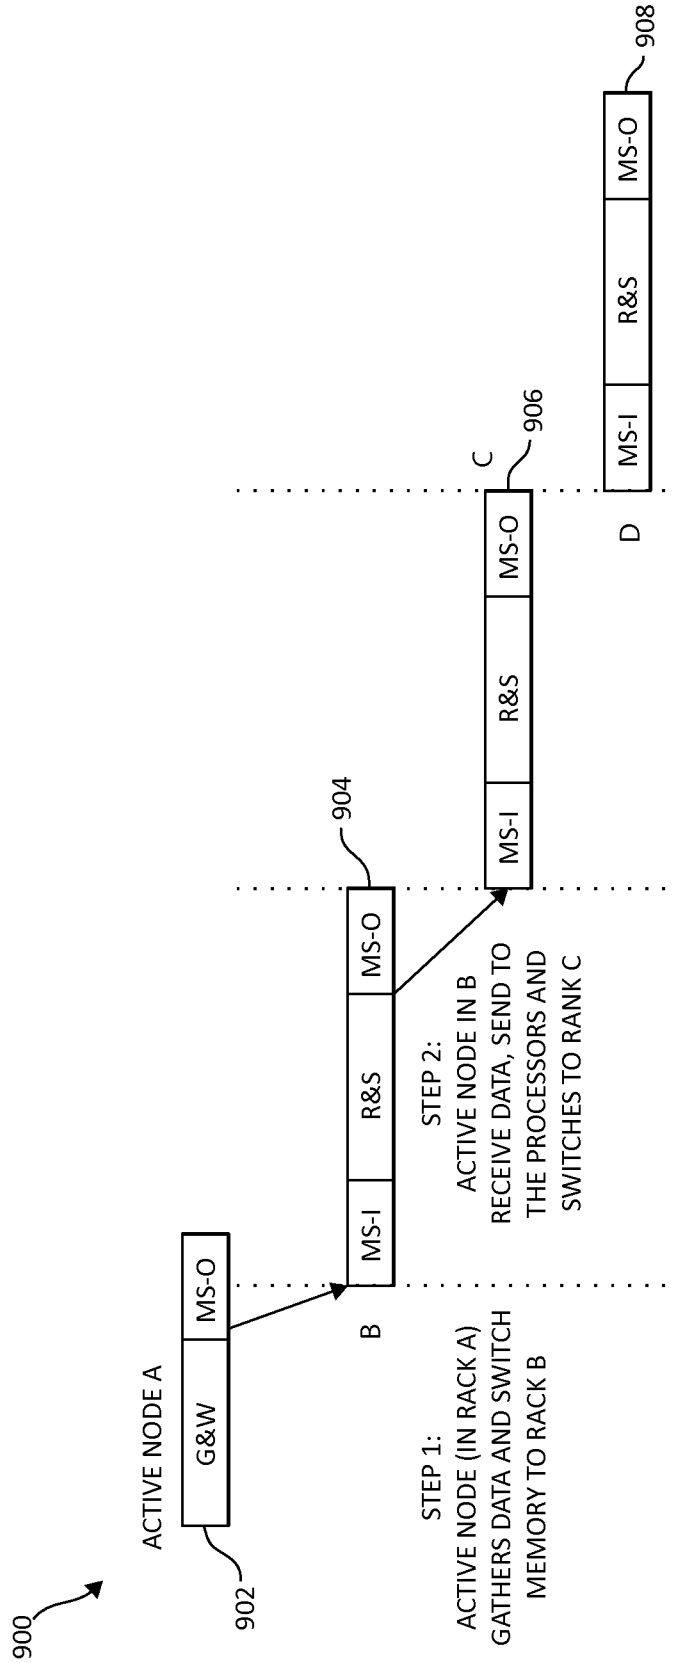 900
ACTIVE NODE A
902
G&W
MS-O
B
MS-I
R&S
MS-O
904
STEP 1:
ACTIVE NODE (IN RACK A)
GATHERS DATA AND SWITCH
MEMORY TO RACK B
STEP 2:
ACTIVE NODE IN B
RECEIVE DATA, SEND TO
THE PROCESSORS AND
SWITCHES TO RANK C
C
MS-I
R&S
MS-O
906
D
MS-I
R&S
MS-O
908